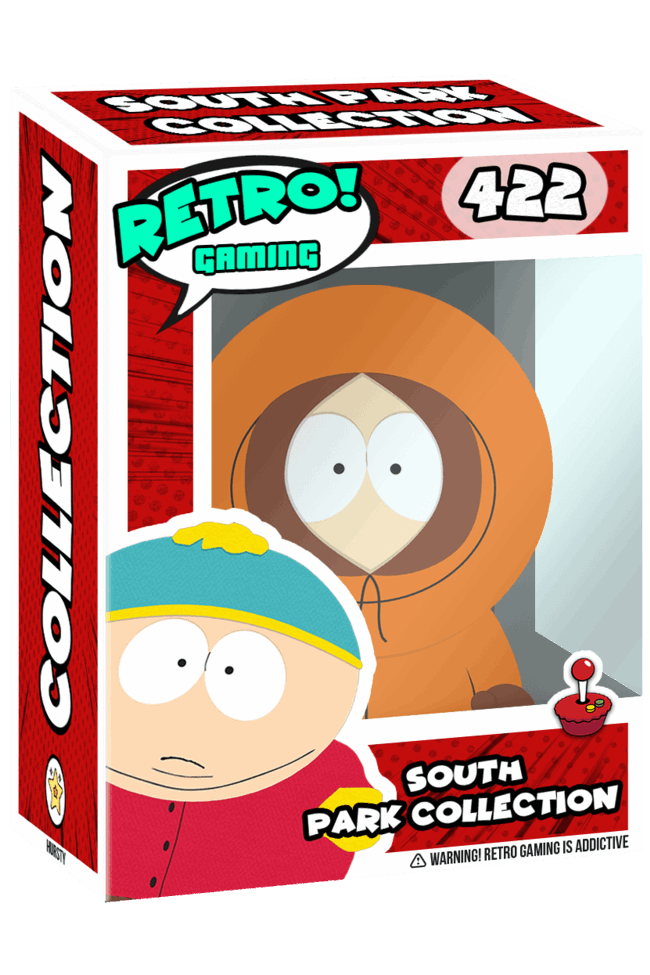 SOUTH PARK
COLLECTION
RETRO!
GAMING
422
COLLECTION
SOUTH
PARK COLLECTION
⚠ WARNING! RETRO GAMING IS ADDICTIVE
HURSTY